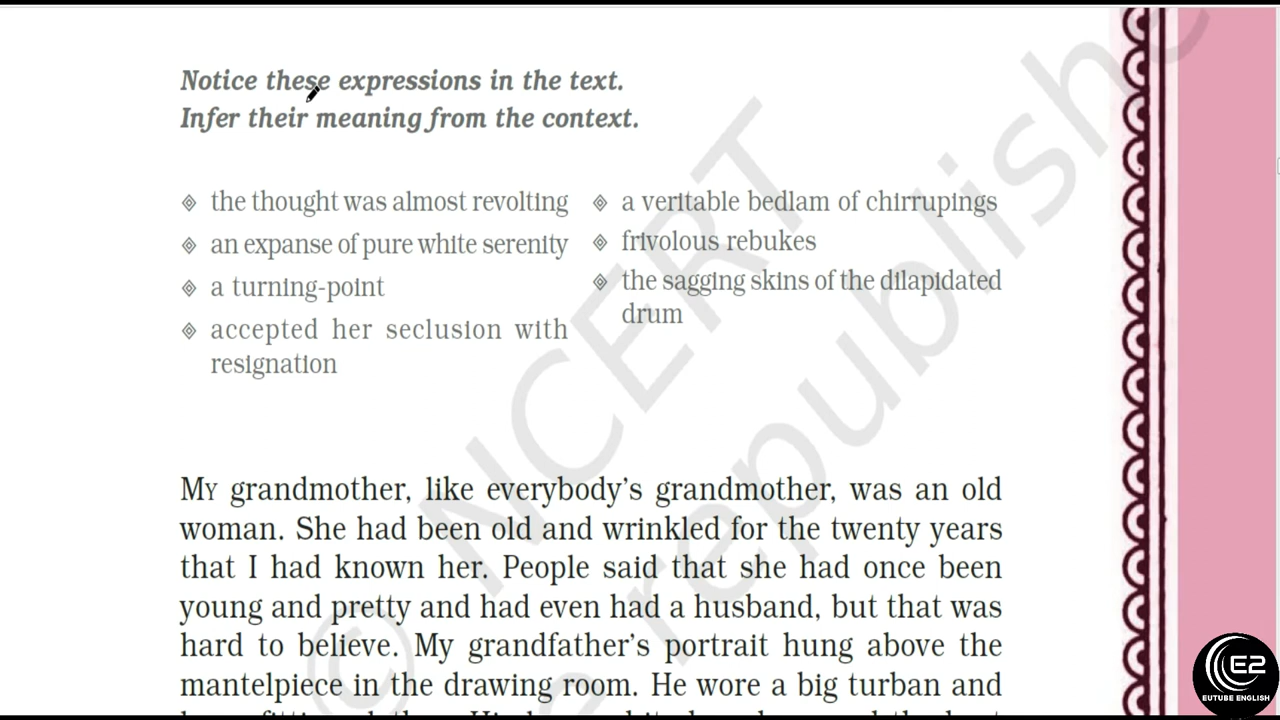 Notice these expressions in the text.
Infer their meaning from the context.
the thought was almost revolting
an expanse of pure white serenity
a turning-point
accepted her seclusion with
resignation
a veritable bedlam of chirrupings
frivolous rebukes
the sagging skins of the dilapidated
drum
My grandmother, like everybody’s grandmother, was an old
woman. She had been old and wrinkled for the twenty years
that I had known her. People said that she had once been
young and pretty and had even had a husband, but that was
hard to believe. My grandfather’s portrait hung above the
mantelpiece in the drawing room. He wore a big turban and
© NCERT
republishe
E2
EUTUBE ENGLISH